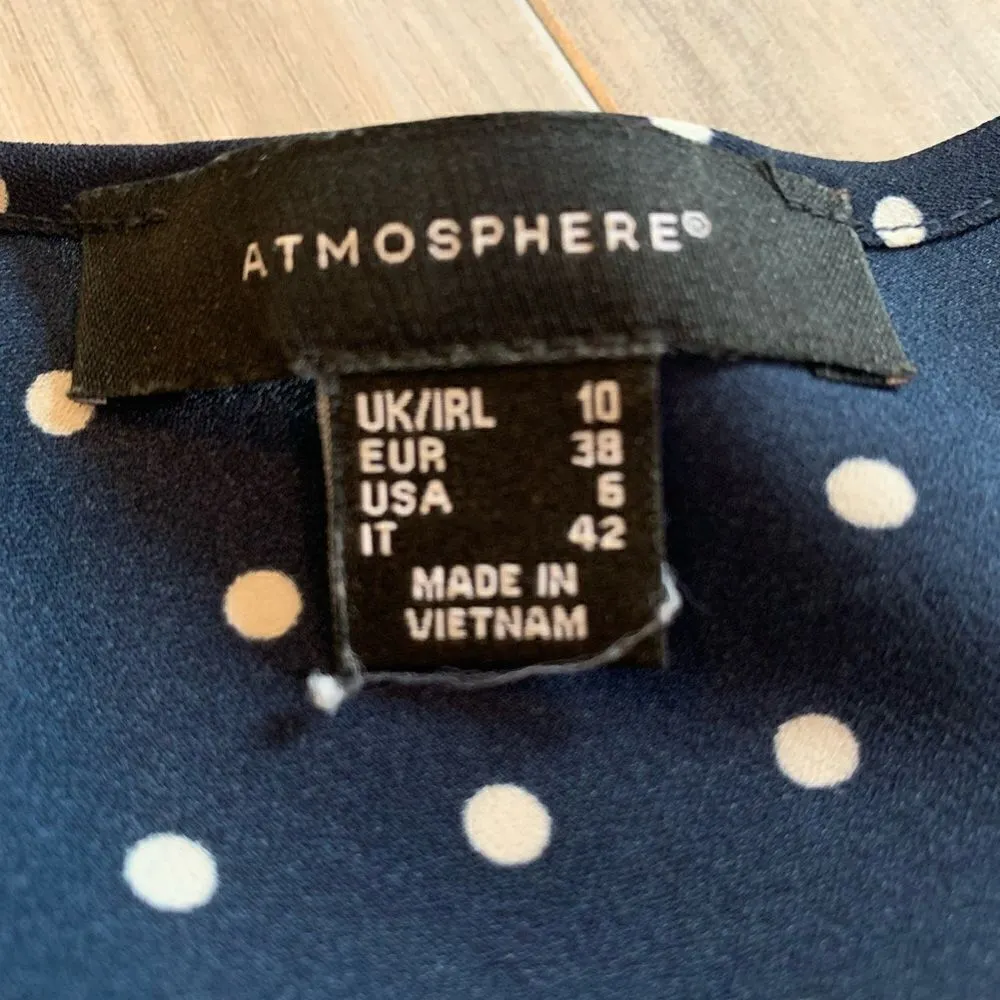 ATMOSPHERE®
UK/IRL 10
EUR 38
USA 6
IT 42
MADE IN
VIETNAM